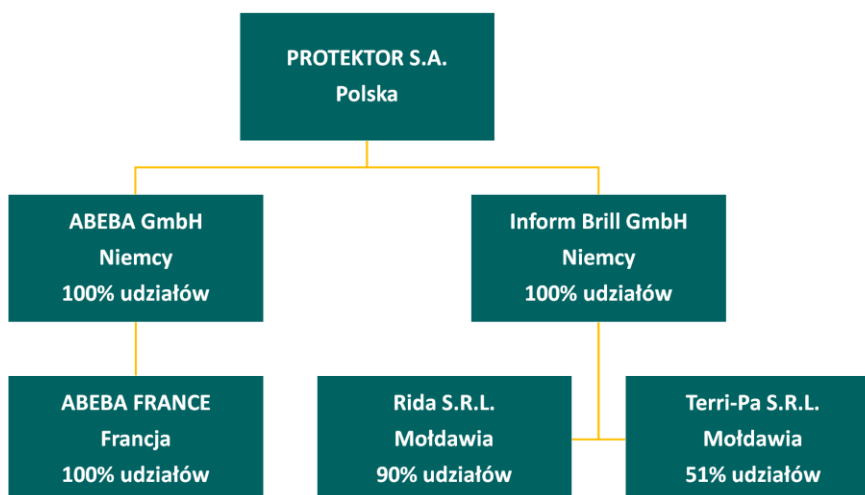 PROTEKTOR S.A.
Polska
ABEBA GmbH
Niemcy
100% udziałów
Inform Brill GmbH
Niemcy
100% udziałów
ABEBA FRANCE
Francja
100% udziałów
Rida S.R.L.
Mołdawia
90% udziałów
Terri-Pa S.R.L.
Mołdawia
51% udziałów